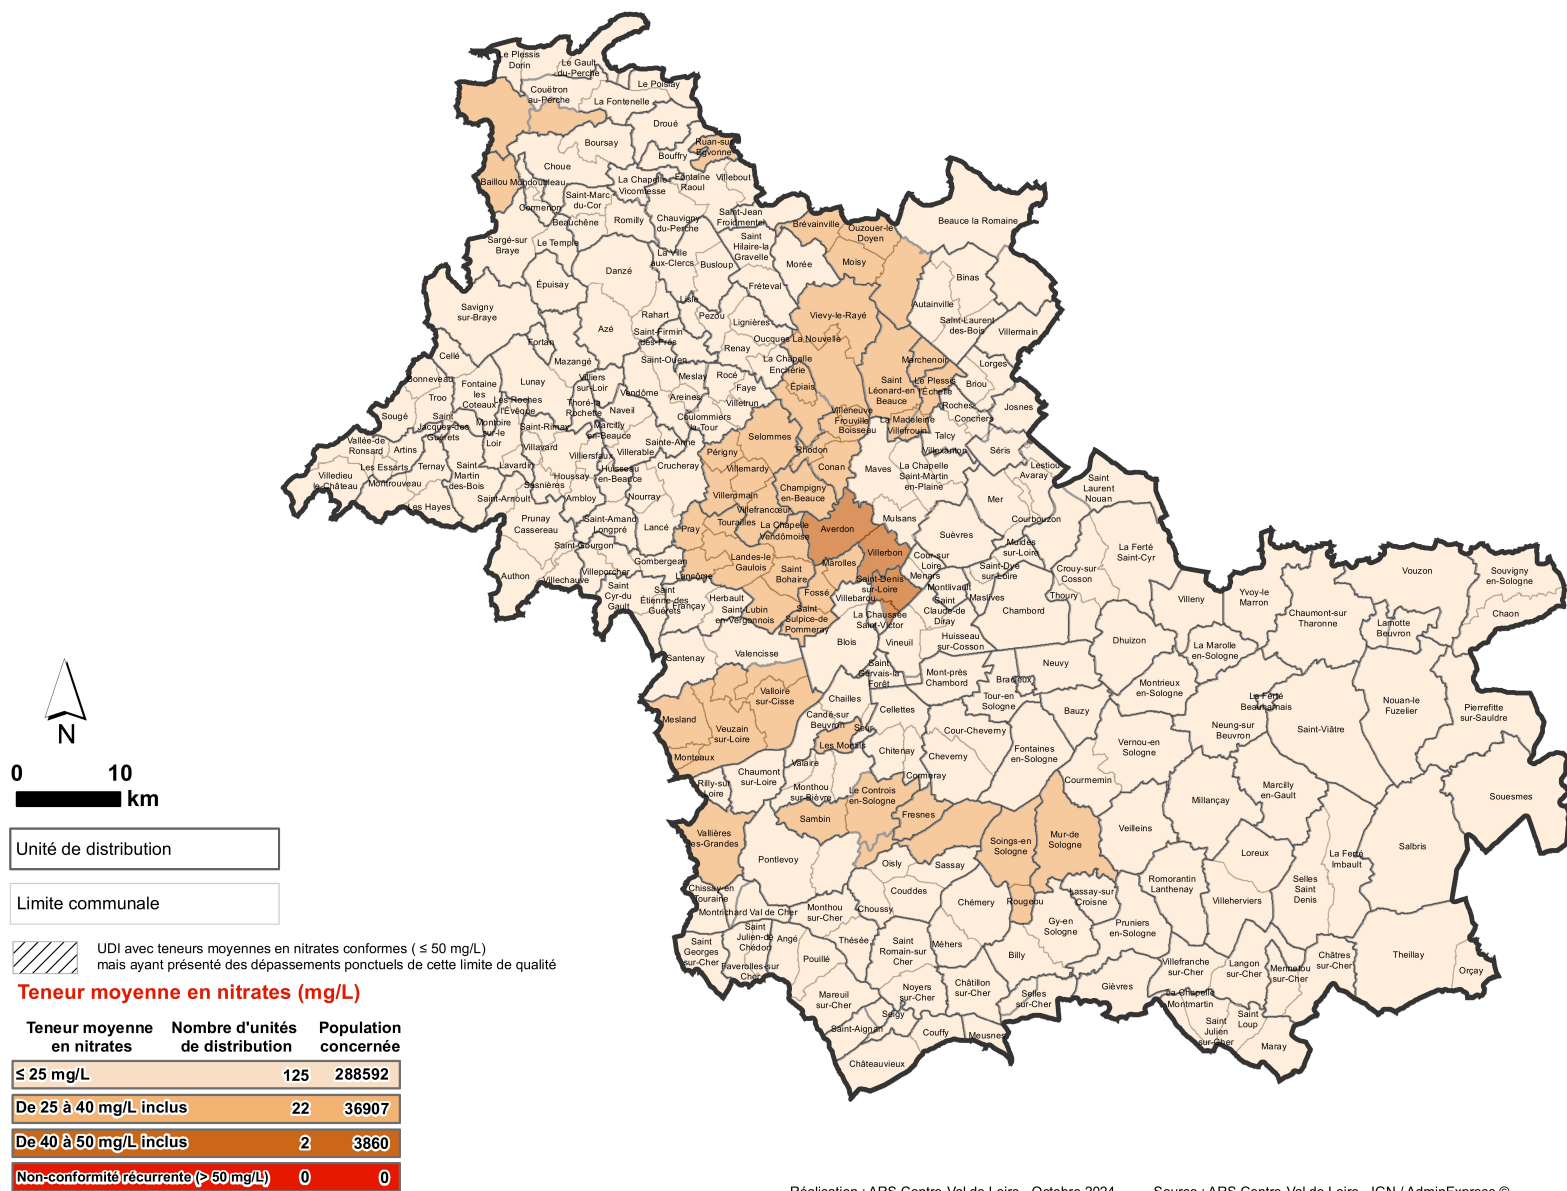 Le Plessis
Dorin
Le Gault
du-Perche
Le Poislay
Couëtron
au-Perche
La Fontenelle
Droué
Boursay
Ruan-sur
Egvonne
Bouffry
Choue
Baillou
Mondoubleau
La Chapelle
Vicomtesse
Fontaine
Raoul
Villebout
Saint-Marc
du-Cor
Cormenon
Beauchêne
Romilly
Chauvigny
du-Perche
Saint-Jean
Froidmentel
Brévainville
Ouzouer-le
Doyen
Beauce la Romaine
Sargé-sur
Braye
Le Temple
Saint
Hilaire-la
Gravelle
La Ville
aux-Clercs
Busloup
Morée
Moisy
Danzé
Binas
Épuisay
Fréteval
Savigny
sur-Braye
Lisle
Autainville
Rahart
Pezou
Lignières
Vievy-le-Rayé
Saint-Laurent
des-Bois
Villermain
Azé
Saint-Firmin
des-Prés
Fortan
Renay
Oucques La Nouvelle
Cellé
Mazangé
Saint-Ouen
La Chapelle
Enchérie
Marchenoir
Lorges
Bonneveau
Fontaine
les
Coteaux
Lunay
Villiers
sur-Loir
Meslay
Rocé
Faye
Épiais
Saint
Léonard-en
Beauce
Le Plessis
l'Échelle
Briou
Troo
Les Roches
l'Évêque
Thoré-la
Rochette
Vendôme
Areines
Villetrun
Roches
Josnes
Sougé
Saint
Jacques-des
Guérets
Montoire
sur-le
Loir
Saint-Rimay
Naveil
Marcilly
en-Beauce
Coulommiers
la-Tour
Villeneuve
Frouville
Boisseau
La Madeleine
Villefrouin
Concriers
Talcy
Vallée-de
Ronsard
Artins
Villavard
Villiersfaux
Villerable
Sainte-Anne
Selommes
Périgny
Rhodon
Villexanton
Séris
Villedieu
le-Château
Les Essarts
Ternay
Saint
Martin
des-Bois
Lavardin
Houssay
Huisseau
en-Beauce
Crucheray
Villemardy
Conan
Maves
La Chapelle
Saint-Martin
en-Plaine
Lestiou
Avaray
Montrouveau
Sasnières
Saint-Arnoult
Ambloy
Nourray
Villeromain
Champigny
en-Beauce
Mer
Saint
Laurent
Nouan
Les Hayes
Prunay
Cassereau
Saint-Amand
Longpré
Lancé
Pray
Villefrancœur
Tourailles
La Chapelle
Vendômoise
Averdon
Mulsans
Courbouzon
Suèvres
Saint-Gourgon
Gombergean
Landes-le
Gaulois
Marolles
Villerbon
Cour-sur
Loire
Muides
sur-Loire
La Ferté
Saint-Cyr
Authon
Villeporcher
Villechauve
Lancôme
Saint
Bohaire
Saint-Denis
sur-Loire
Menars
Saint-Dyé
sur-Loire
Crouy-sur
Cosson
Saint
Cyr-du
Gault
Saint
Étienne-des
Guérets
Françay
Herbault
Saint-Lubin
en-Vergonnois
Fossé
Villebarou
Montlivault
Saint
Claude-de
Diray
Maslives
Chambord
Thoury
Villeny
Yvoy-le
Marron
Vouzon
Souvigny
en-Sologne
Saint
Sulpice-de
Pommeray
La Chaussée
Saint-Victor
Chaumont-sur
Tharonne
Lamotte
Beuvron
Chaon
Blois
Vineuil
Huisseau
sur-Cosson
Dhuizon
La Marolle
en-Sologne
Santenay
Valencisse
Saint
Gervais-la
Forêt
Mont-près
Chambord
Bracieux
Neuvy
Montrieux
en-Sologne
Valloire
sur-Cisse
Chailles
Tour-en
Sologne
La Ferté
Beauharnais
Nouan-le
Fuzelier
Mesland
Veuzain
sur-Loire
Candé-sur
Beuvron
Seur
Cellettes
Bauzy
Neung-sur
Beuvron
Saint-Viâtre
Pierrefitte
sur-Sauldre
Monteaux
Les Montils
Chitenay
Cour-Cheverny
Cheverny
Fontaines
en-Sologne
Vernou-en
Sologne
Rilly-sur
Loire
Chaumont
sur-Loire
Valaire
Monthou
sur-Bièvre
Cormeray
Courmemin
Le Controis
en-Sologne
Millançay
Marcilly
en-Gault
Souesmes
Vallières
les-Grandes
Sambin
Fresnes
Soings-en
Sologne
Mur-de
Sologne
Veilleins
Pontlevoy
Oisly
Sassay
Loreux
La Ferté
Imbault
Salbris
Chissay-en
Touraine
Couddes
Chémery
Rougeou
Lassay-sur
Croisne
Romorantin
Lanthenay
Villeherviers
Selles
Saint
Denis
Montrichard Val de Cher
Monthou
sur-Cher
Choussy
Gy-en
Sologne
Pruniers
en-Sologne
Saint
Georges
sur-Cher
Saint
Julien-de
Chédon
Angé
Thésée
Saint
Romain-sur
Cher
Méhers
Billy
Faverolles-sur
Cher
Pouillé
Villefranche
sur-Cher
Langon
sur-Cher
Mennetou
sur-Cher
Châtres
sur-Cher
Theillay
Orçay
Mareuil
sur-Cher
Noyers
sur-Cher
Châtillon
sur-Cher
Selles
sur-Cher
Gièvres
La Chapelle
Montmartin
Saint-Aignan
Seigy
Couffy
Meusnes
Saint
Julien
sur-Cher
Saint
Loup
Maray
Châteauvieux
N
0 10
km
Unité de distribution
Limite communale
UDI avec teneurs moyennes en nitrates conformes ( ≤ 50 mg/L)
mais ayant présenté des dépassements ponctuels de cette limite de qualité
Teneur moyenne en nitrates (mg/L)
Teneur moyenne Nombre d'unités Population
en nitrates de distribution concernée
≤ 25 mg/L 125 288592
De 25 à 40 mg/L inclus 22 36907
De 40 à 50 mg/L inclus 2 3860
Non-conformité récurrente (> 50 mg/L) 0 0
Réalisation : ARS Centre-Val de Loire - Octobre 2024 Source : ARS Centre-Val de Loire - IGN / AdminExpress ©